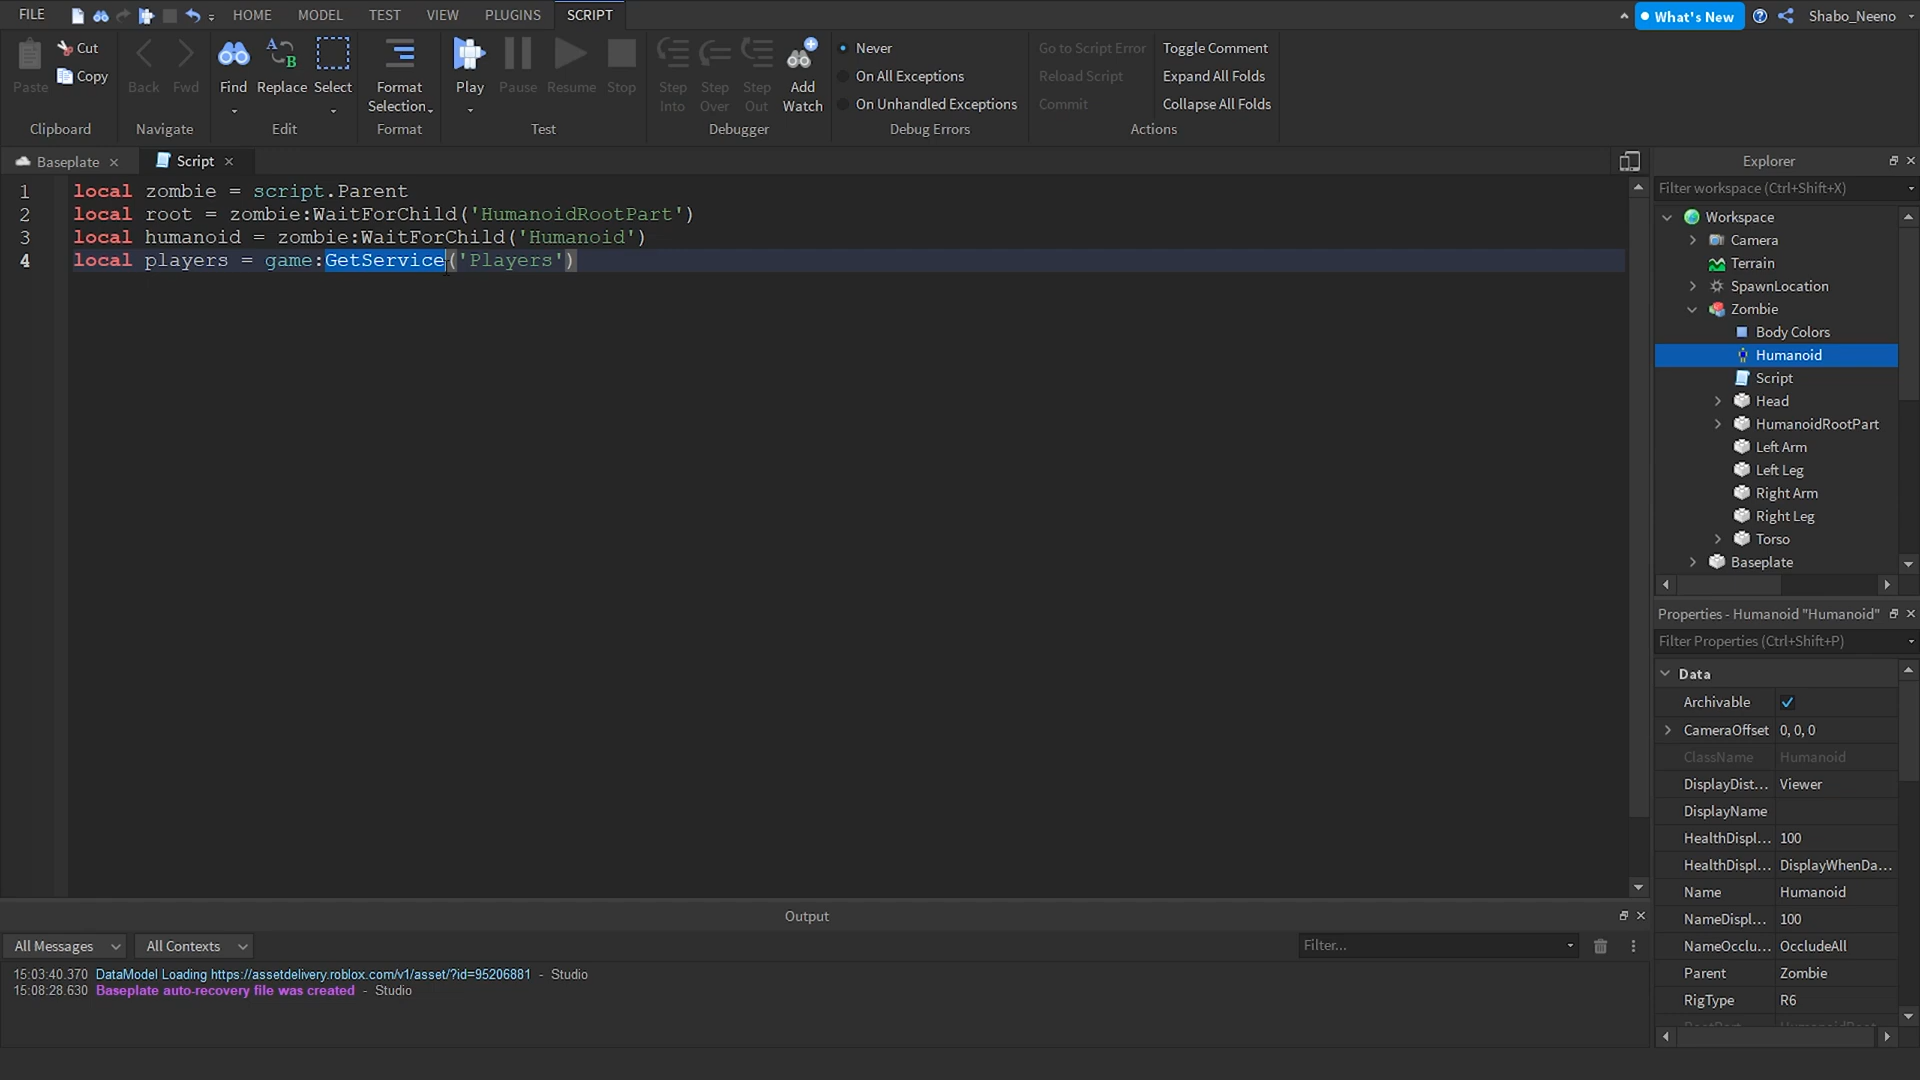 FILE
HOME
MODEL
TEST
VIEW
PLUGINS
SCRIPT
What's New
Shabo_Neeno
Paste
Cut
Copy
Clipboard
Back
Fwd
Navigate
Find
Replace
Select
Edit
Format
Selection
Format
Play
Pause
Resume
Stop
Test
Step
Into
Step
Over
Step
Out
Add
Watch
Debugger
Never
On All Exceptions
On Unhandled Exceptions
Debug Errors
Go to Script Error
Reload Script
Commit
Toggle Comment
Expand All Folds
Collapse All Folds
Actions
Baseplate
Script
1 local zombie = script.Parent
2 local root = zombie:WaitForChild('HumanoidRootPart')
3 local humanoid = zombie:WaitForChild('Humanoid')
4 local players = game:GetService('Players')
Explorer
Filter workspace (Ctrl+Shift+X)
Workspace
Camera
Terrain
SpawnLocation
Zombie
Body Colors
Humanoid
Script
Head
HumanoidRootPart
Left Arm
Left Leg
Right Arm
Right Leg
Torso
Baseplate
Properties - Humanoid "Humanoid"
Filter Properties (Ctrl+Shift+P)
Data
Archivable
CameraOffset 0, 0, 0
ClassName Humanoid
DisplayDist... Viewer
DisplayName
HealthDispl... 100
HealthDispl... DisplayWhenDa...
Name Humanoid
NameDispl... 100
NameOcclu... OccludeAll
Parent Zombie
RigType R6
Output
All Messages
All Contexts
Filter...
15:03:40.370 DataModel Loading https://assetdelivery.roblox.com/v1/asset/?id=95206881 - Studio
15:08:28.630 Baseplate auto-recovery file was created - Studio